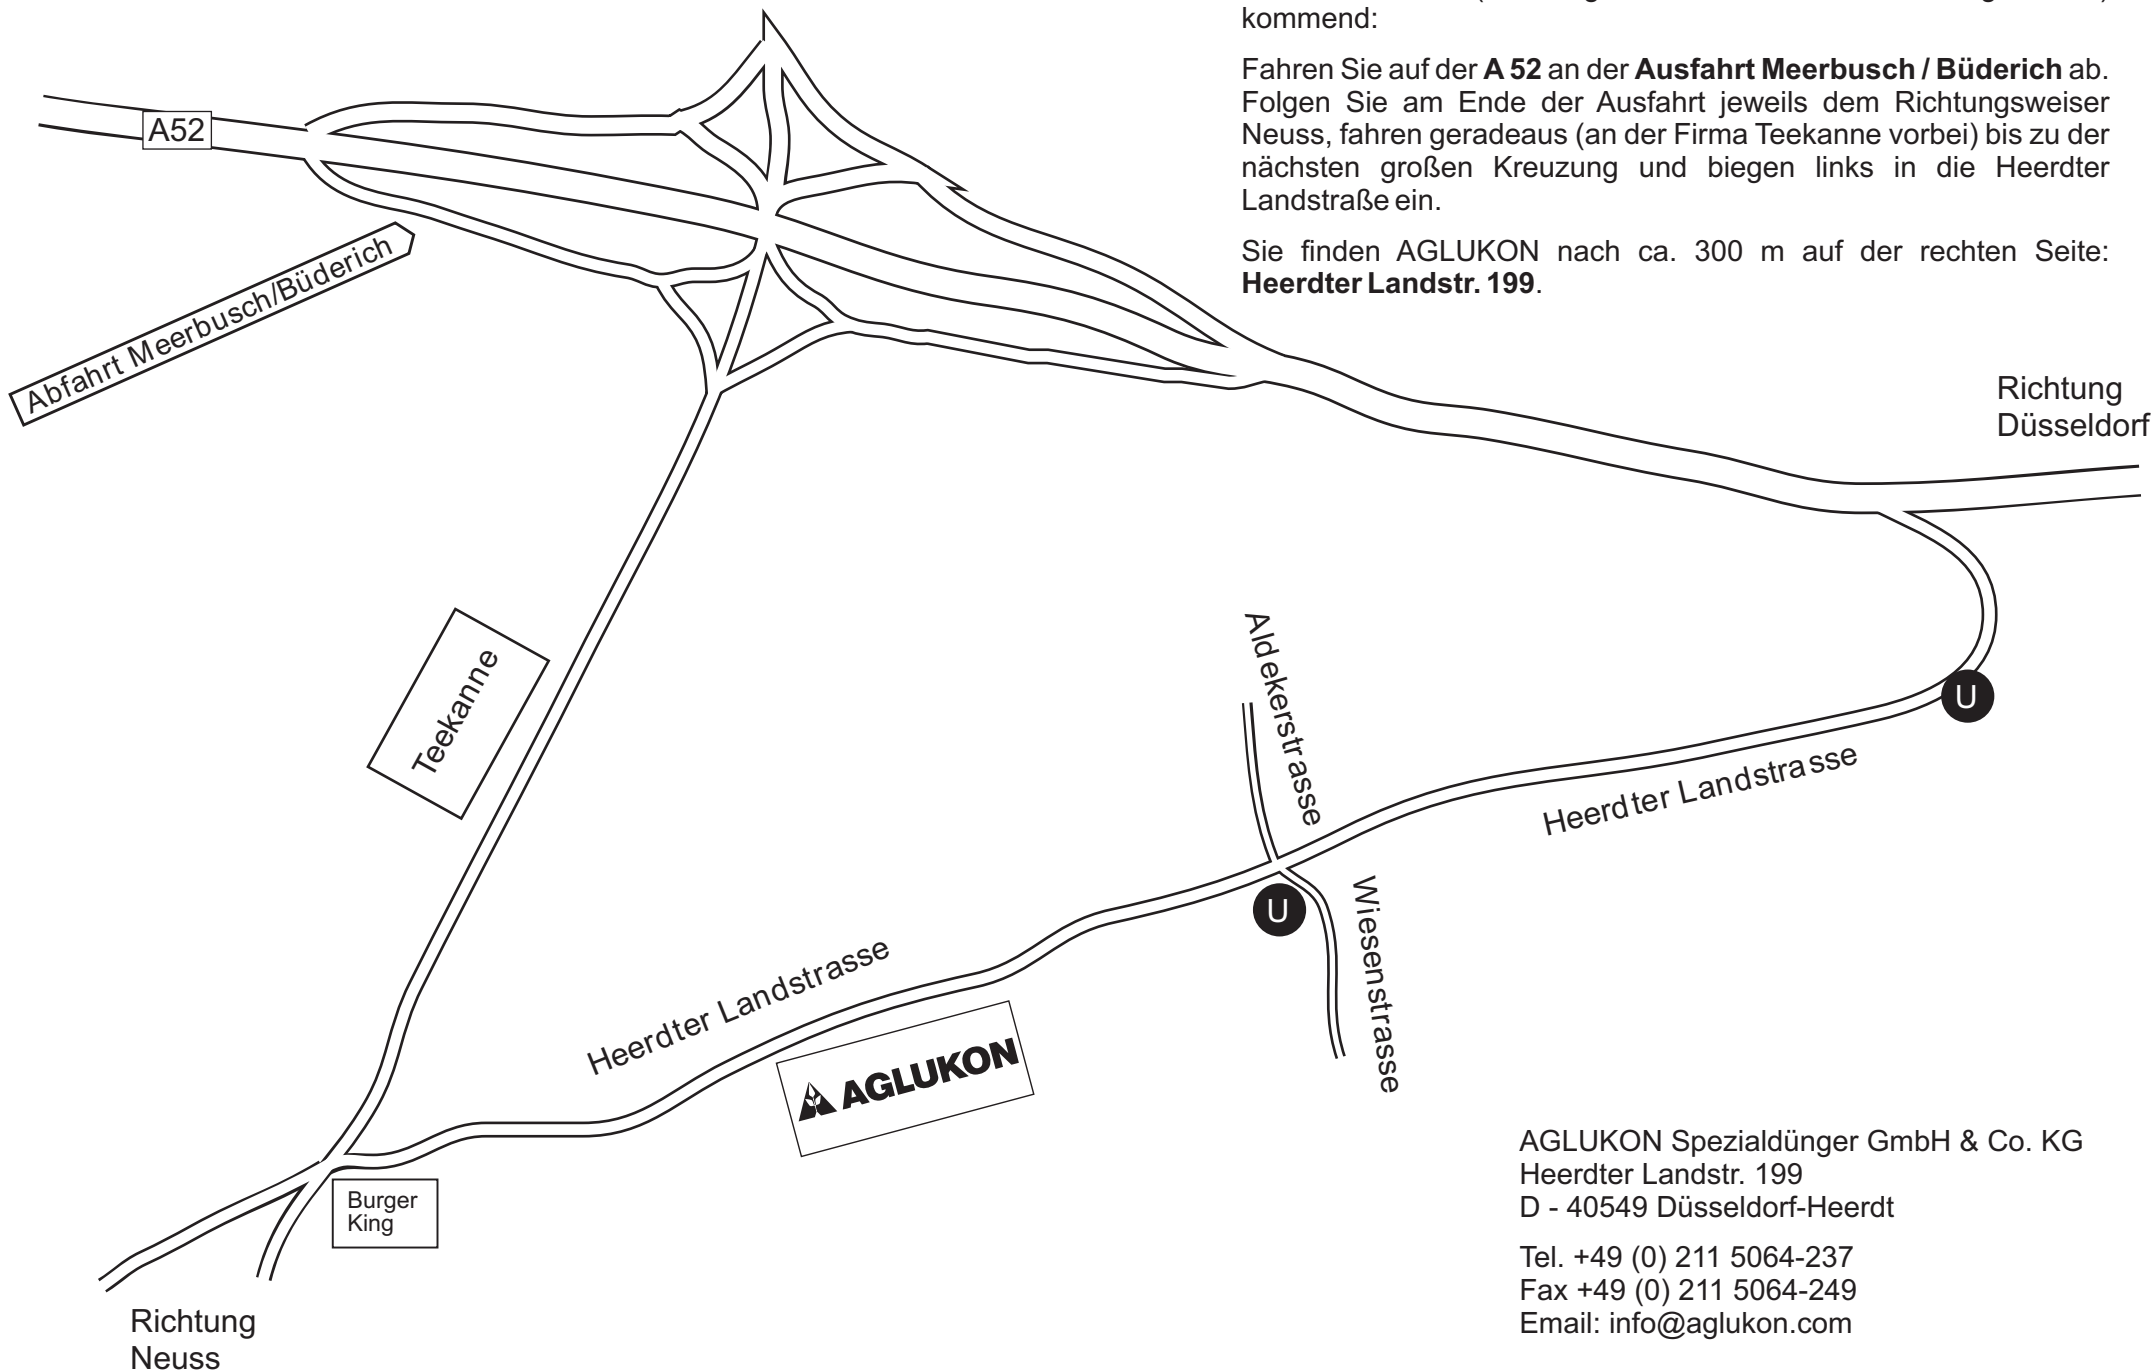 kommend:
Fahren Sie auf der A 52 an der Ausfahrt Meerbusch / Büderich ab.
Folgen Sie am Ende der Ausfahrt jeweils dem Richtungsweiser
Neuss, fahren geradeaus (an der Firma Teekanne vorbei) bis zu der
nächsten großen Kreuzung und biegen links in die Heerdter
Landstraße ein.
Sie finden AGLUKON nach ca. 300 m auf der rechten Seite:
Heerdter Landstr. 199.
A52
Abfahrt Meerbusch/Büderich
Richtung
Düsseldorf
Teekanne
Aldekerstrasse
U
Heerdter Landstrasse
U
Wiesenstrasse
Heerdter Landstrasse
AGLUKON
Burger
King
Richtung
Neuss
AGLUKON Spezialdünger GmbH & Co. KG
Heerdter Landstr. 199
D - 40549 Düsseldorf-Heerdt
Tel. +49 (0) 211 5064-237
Fax +49 (0) 211 5064-249
Email: info@aglukon.com